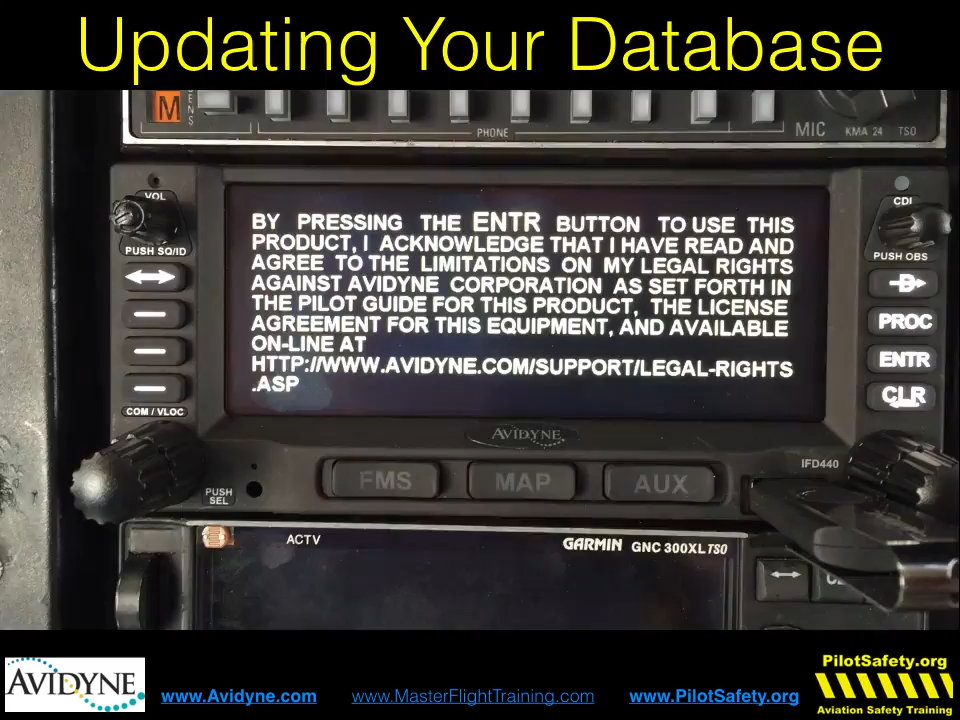 Updating Your Database
M
PHONE
MIC KMA 24 TSO
VOL
CDI
PUSH SQ/ID
PUSH OBS
BY PRESSING THE ENTR BUTTON TO USE THIS
PRODUCT, I ACKNOWLEDGE THAT I HAVE READ AND
AGREE TO THE LIMITATIONS ON MY LEGAL RIGHTS
AGAINST AVIDYNE CORPORATION AS SET FORTH IN
THE PILOT GUIDE FOR THIS PRODUCT, THE LICENSE
AGREEMENT FOR THIS EQUIPMENT, AND AVAILABLE
ON-LINE AT
HTTP://WWW.AVIDYNE.COM/SUPPORT/LEGAL-RIGHTS
.ASP
D
PROC
ENTR
CLR
COM / VLOC
AVIDYNE
IFD440
PUSH
SEL
FMS MAP AUX
ACTV
GARMIN GNC 300XL TSO
AVIDYNE
www.Avidyne.com www.MasterFlightTraining.com www.PilotSafety.org
PilotSafety.org
Aviation Safety Training